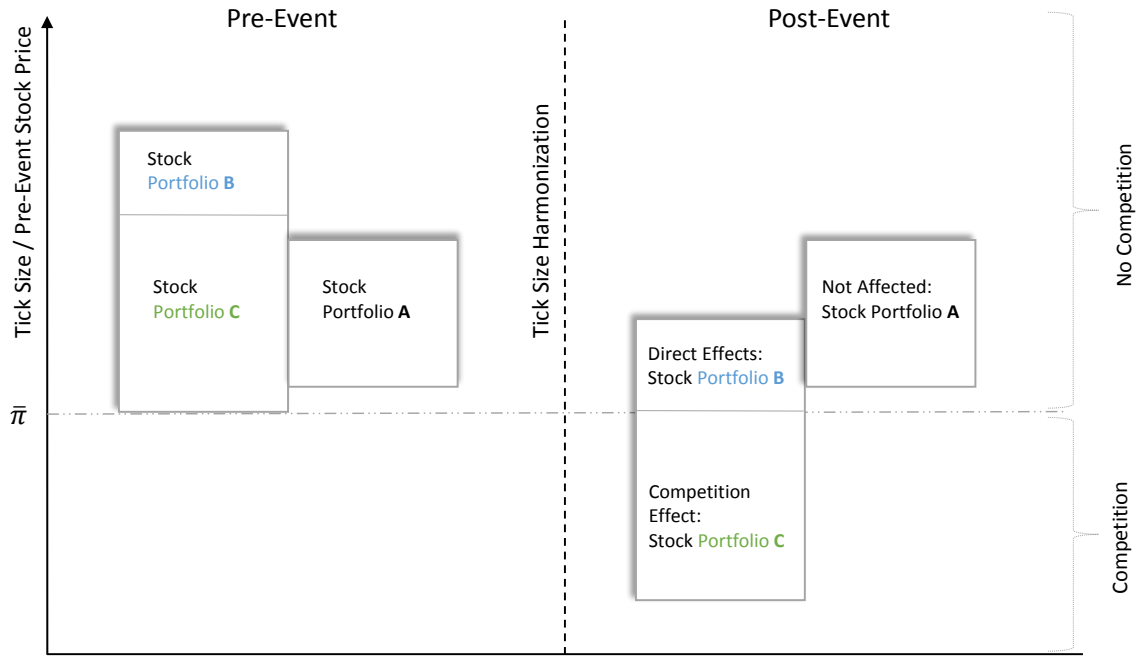 Pre-Event
Post-Event
Tick Size / Pre-Event Stock Price
Stock
Portfolio B
Stock
Portfolio C
Stock
Portfolio A
Tick Size Harmonization
Not Affected:
Stock Portfolio A
Direct Effects:
Stock Portfolio B
Competition
Effect:
Stock Portfolio C
No Competition
Competition
π̅